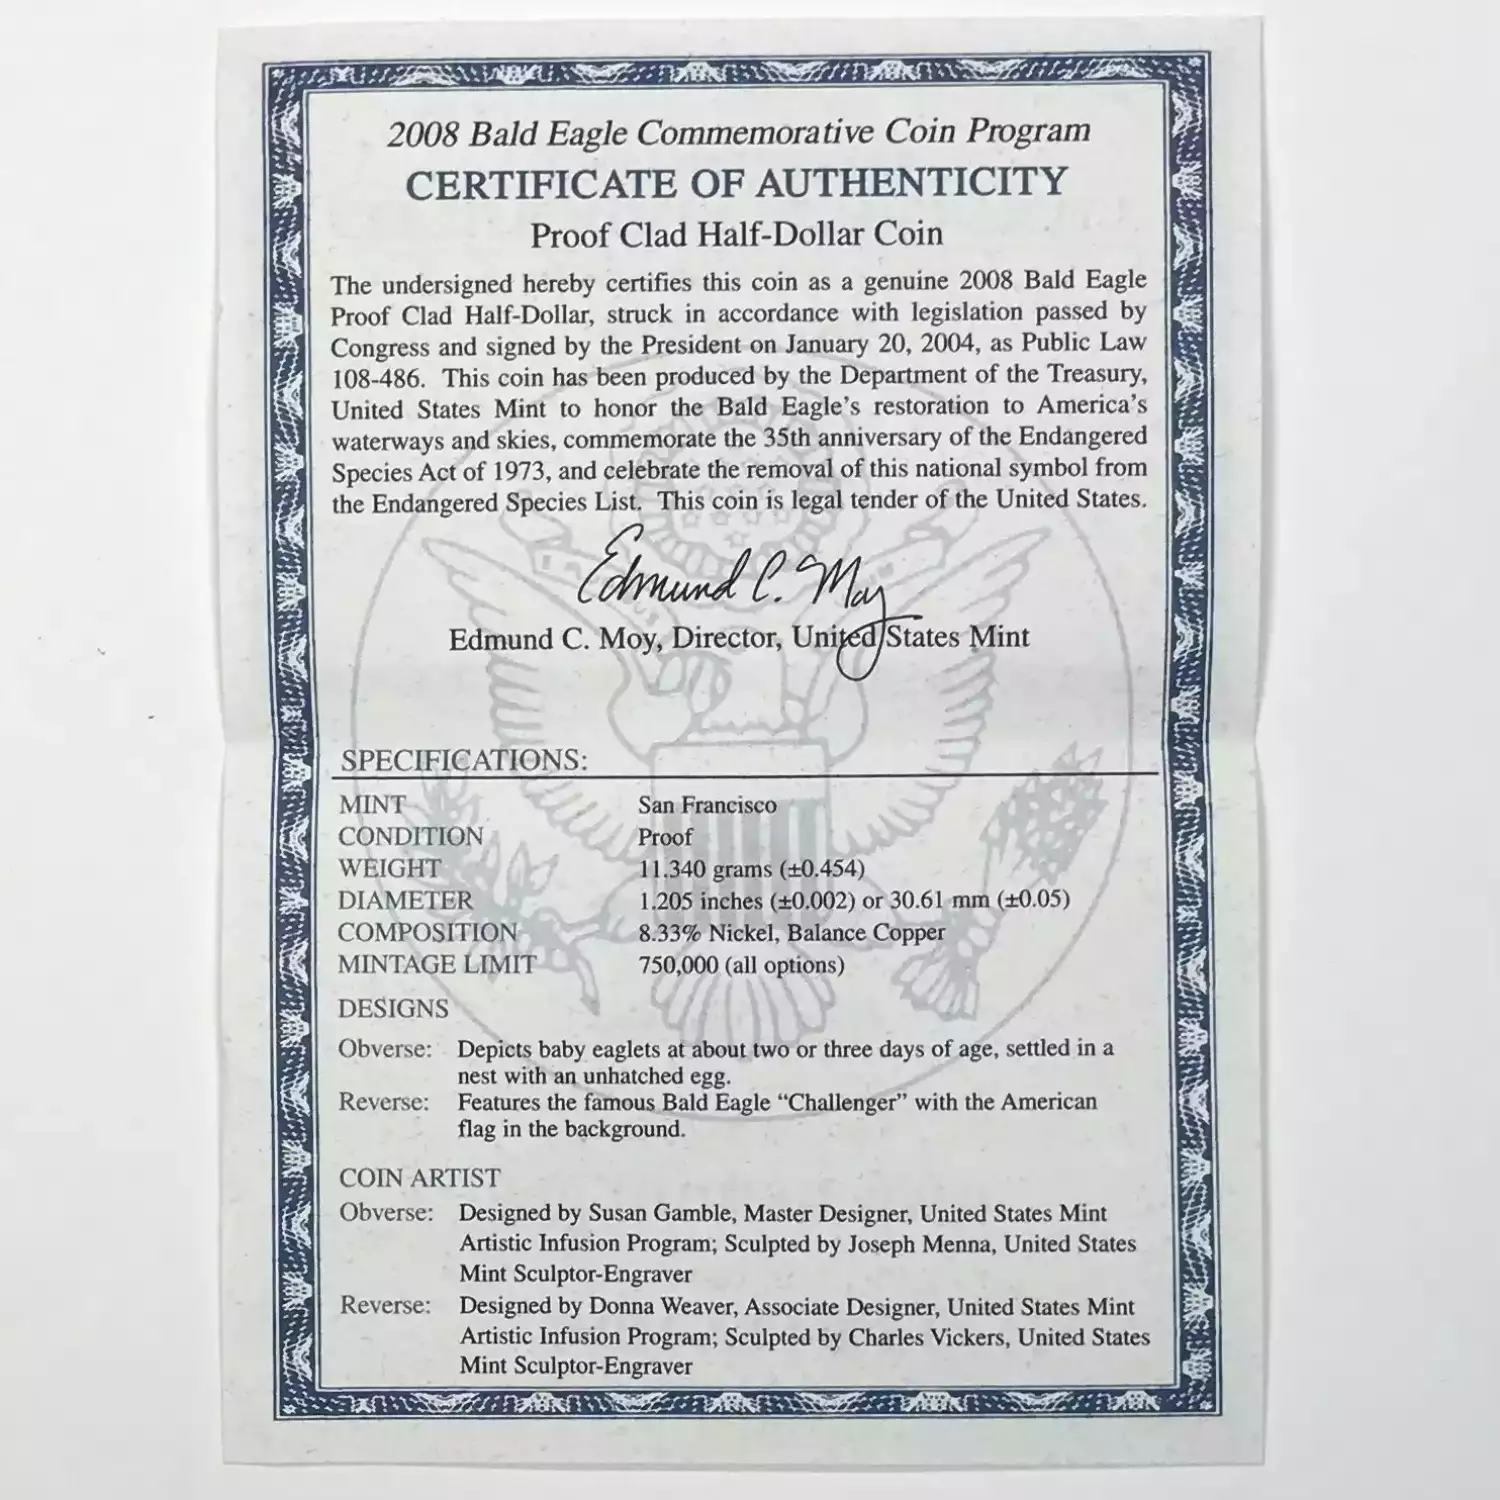 2008 Bald Eagle Commemorative Coin Program
CERTIFICATE OF AUTHENTICITY
Proof Clad Half-Dollar Coin
The undersigned hereby certifies this coin as a genuine 2008 Bald Eagle
Proof Clad Half-Dollar, struck in accordance with legislation passed by
Congress and signed by the President on January 20, 2004, as Public Law
108-486. This coin has been produced by the Department of the Treasury,
United States Mint to honor the Bald Eagle's restoration to America's
waterways and skies, commemorate the 35th anniversary of the Endangered
Species Act of 1973, and celebrate the removal of this national symbol from
the Endangered Species List. This coin is legal tender of the United States.
Edmund C. Moy
Edmund C. Moy, Director, United States Mint
SPECIFICATIONS:
MINT San Francisco
CONDITION Proof
WEIGHT 11.340 grams (±0.454)
DIAMETER 1.205 inches (±0.002) or 30.61 mm (±0.05)
COMPOSITION 8.33% Nickel, Balance Copper
MINTAGE LIMIT 750,000 (all options)
DESIGNS
Obverse: Depicts baby eaglets at about two or three days of age, settled in a
nest with an unhatched egg.
Reverse: Features the famous Bald Eagle “Challenger” with the American
flag in the background.
COIN ARTIST
Obverse: Designed by Susan Gamble, Master Designer, United States Mint
Artistic Infusion Program; Sculpted by Joseph Menna, United States
Mint Sculptor-Engraver
Reverse: Designed by Donna Weaver, Associate Designer, United States Mint
Artistic Infusion Program; Sculpted by Charles Vickers, United States
Mint Sculptor-Engraver